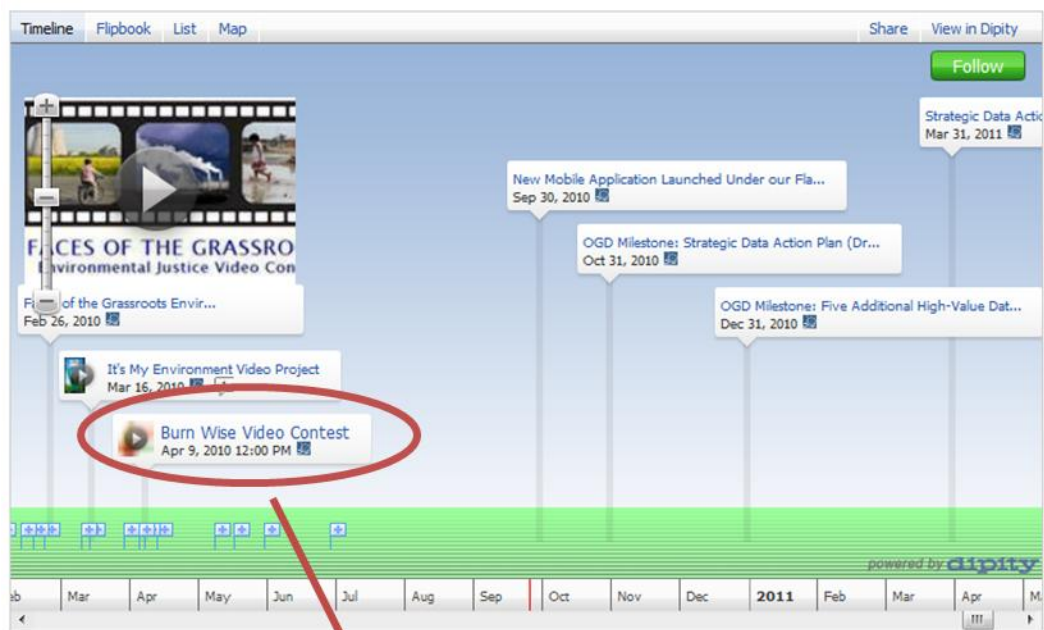 Timeline Flipbook List Map Share View in Dipity
Follow
Strategic Data Actio
Mar 31, 2011
New Mobile Application Launched Under our Fla...
Sep 30, 2010
FACES OF THE GRASSRO
Environmental Justice Video Con
OGD Milestone: Strategic Data Action Plan (Dr...
Oct 31, 2010
of the Grassroots Envir...
Feb 26, 2010
OGD Milestone: Five Additional High-Value Dat...
Dec 31, 2010
It's My Environment Video Project
Mar 16, 2010
Burn Wise Video Contest
Apr 9, 2010 12:00 PM
powered by dipity
eb Mar Apr May Jun Jul Aug Sep Oct Nov Dec 2011 Feb Mar Apr M